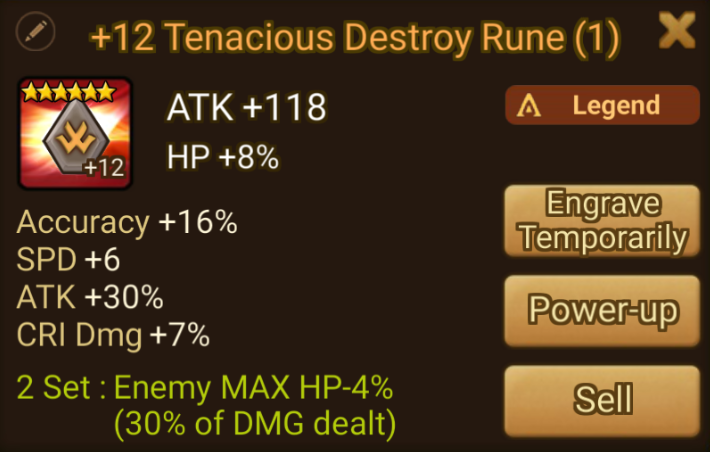 +12 Tenacious Destroy Rune (1)
+12
ATK +118
HP +8%
Legend
Accuracy +16%
SPD +6
ATK +30%
CRI Dmg +7%
2 Set : Enemy MAX HP-4%
(30% of DMG dealt)
Engrave
Temporarily
Power-up
Sell